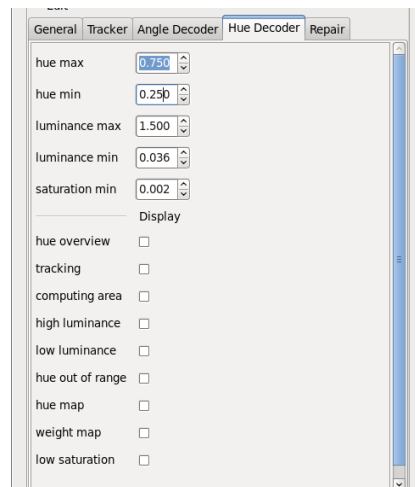 General Tracker Angle Decoder Hue Decoder Repair
hue max 0.750
hue min 0.250
luminance max 1.500
luminance min 0.036
saturation min 0.002
Display
hue overview
tracking
computing area
high luminance
low luminance
hue out of range
hue map
weight map
low saturation